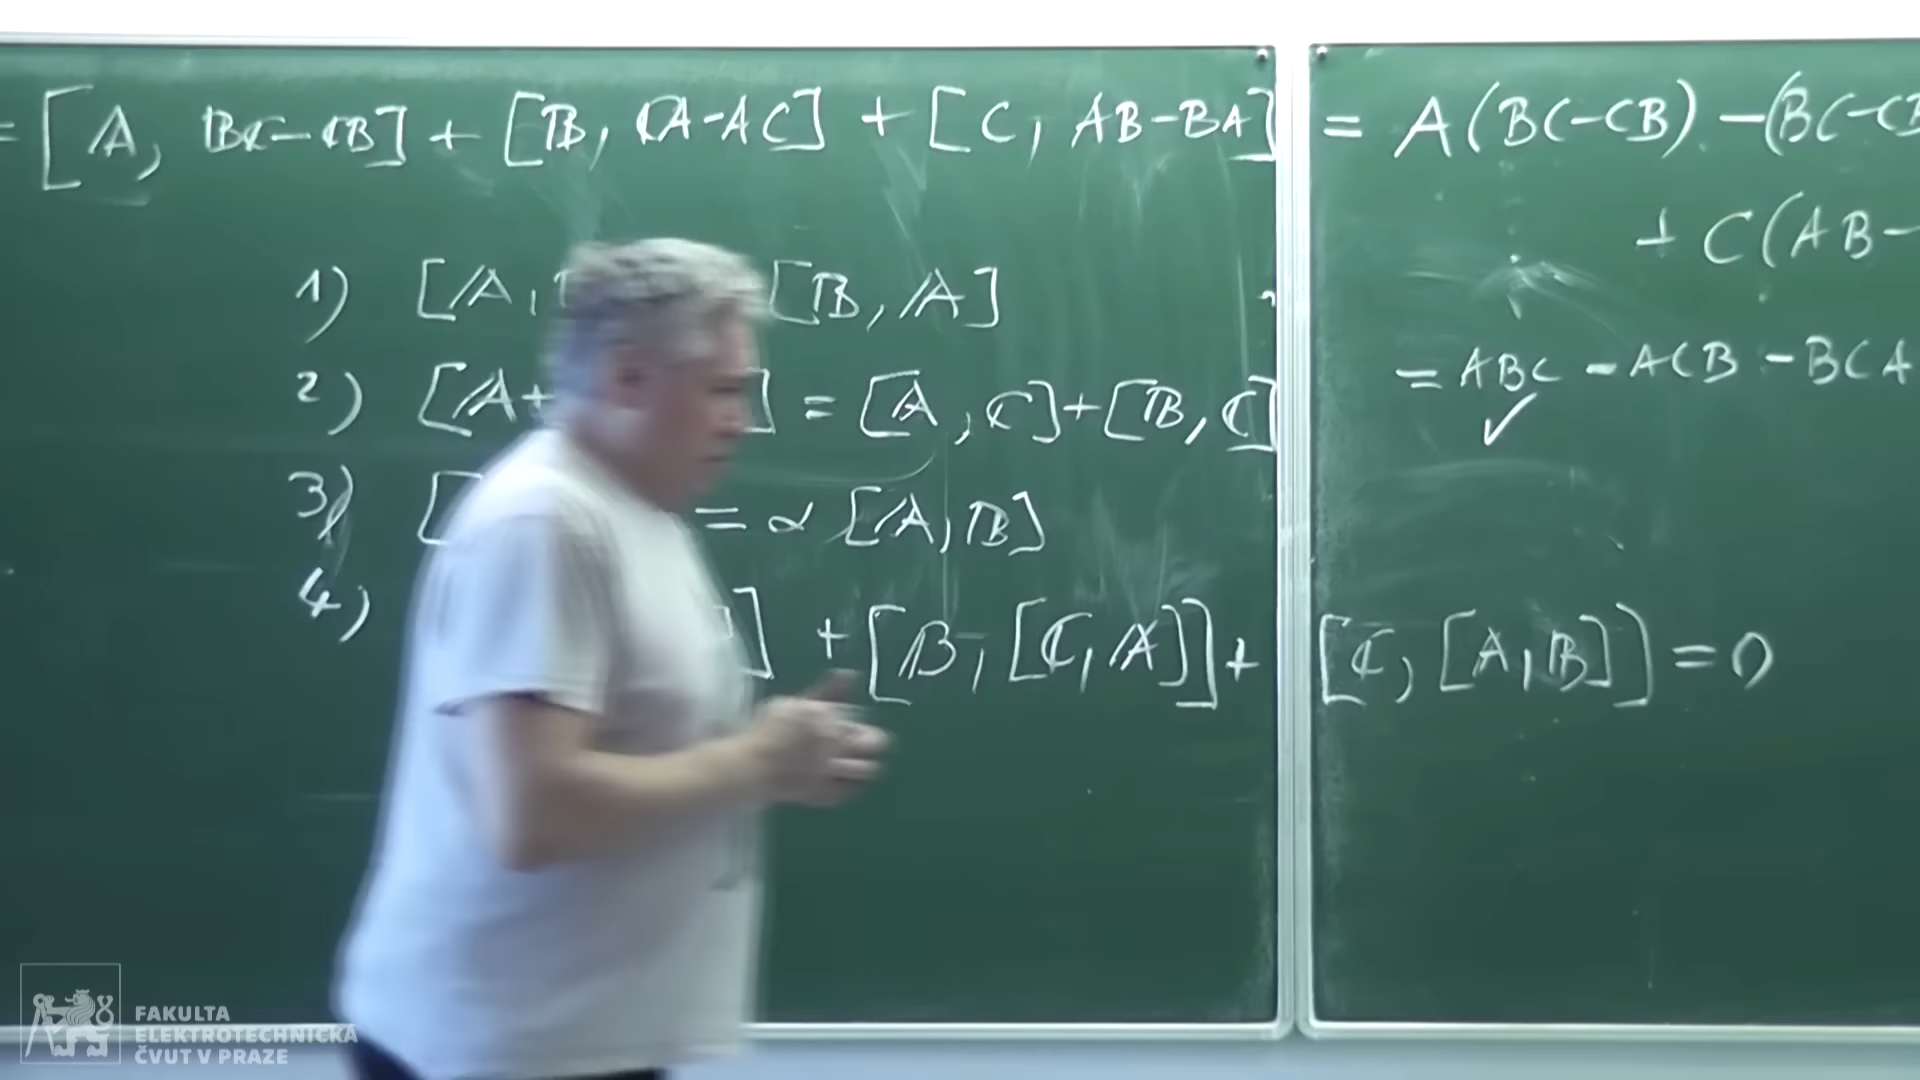 = [A, BC-CB] + [B, CA-AC] + [C, AB-BA] = A(BC-CB) -(BC-CB
+ C(AB-
1) [A, [B, A]
2) [A+ ] = [A, C]+[B, C]
= ABC - ACB - BCA
✓
3) [ = α [A, B]
4) ] + [B, [C, A]] + [C, [A, B]] = 0
FAKULTA
ELEKTROTECHNICKÁ
ČVUT V PRAZE